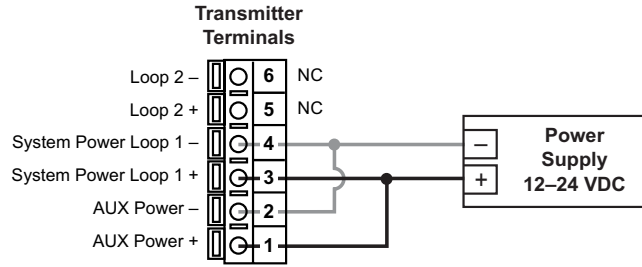 Transmitter
Terminals
Loop 2 – 6 NC
Loop 2 + 5 NC
System Power Loop 1 – 4 –
System Power Loop 1 + 3 +
AUX Power – 2
AUX Power + 1
Power
Supply
12–24 VDC